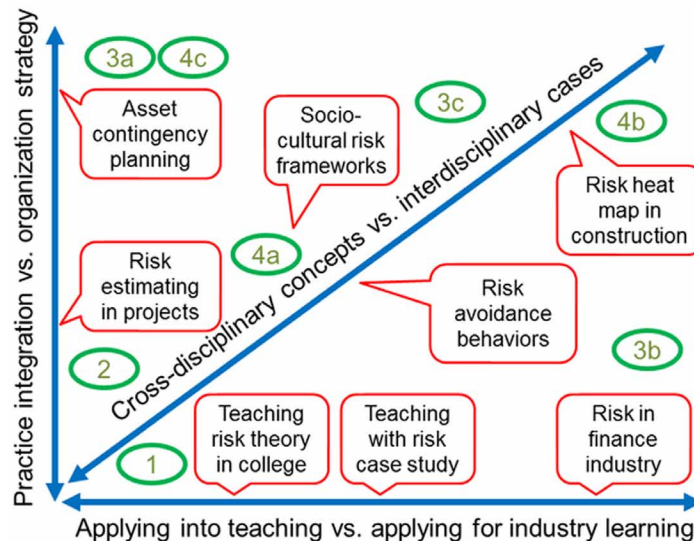 3a
4c
Asset
contingency
planning
Socio-
cultural risk
frameworks
3c
4b
Risk heat
map in
construction
4a
Risk
estimating
in projects
Risk
avoidance
behaviors
3b
2
1
Teaching
risk theory
in college
Teaching
with risk
case study
Risk in
finance
industry
Practice integration vs. organization strategy
Cross-disciplinary concepts vs. interdisciplinary cases
Applying into teaching vs. applying for industry learning